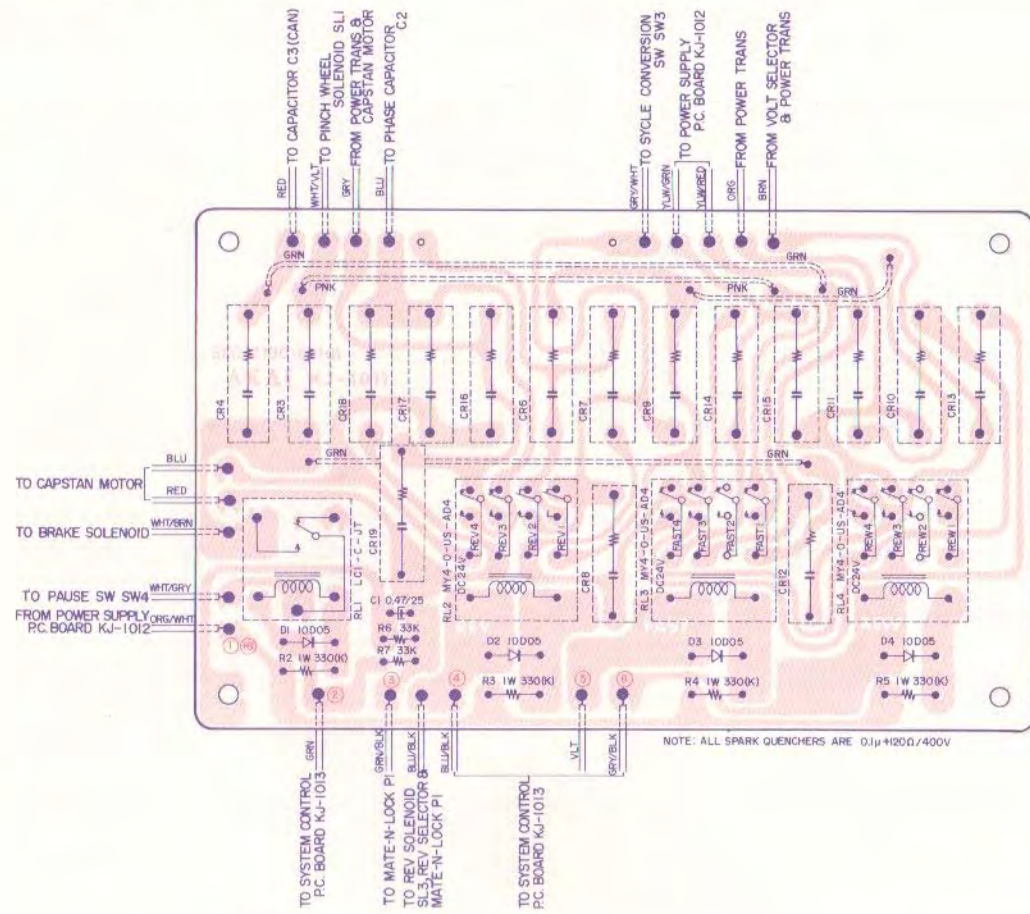 RED
TO CAPACITOR C3(CAN)
WHT/VLT
TO PINCH WHEEL
SOLENOID SL1
GRY
FROM POWER TRANS &
CAPSTAN MOTOR
BLU
TO PHASE CAPACITOR
C2
GRY/WHT
TO SYCLE CONVERSION
SW SW3
YLW/GRN
TO POWER SUPPLY
P.C. BOARD KJ-1012
YLW/RED
ORG
FROM POWER TRANS
BRN
FROM VOLT SELECTOR
& POWER TRANS
GRN
GRN
PNK
PNK
GRN
CR4
CR3
CR18
CR17
CR16
CR6
CR7
CR9
CR14
CR15
CR11
CR10
CR13
GRN
GRN
BLU
TO CAPSTAN MOTOR
RED
TO BRAKE SOLENOID
WHT/BRN
TO PAUSE SW SW4
WHT/GRY
FROM POWER SUPPLY
P.C. BOARD KJ-1012
ORG/WHT
RL1 LC1-C-JT
CR19
RL2 MY4-0-US-AD4
DC24V
REV4
REV3
REV2
REV1
CR8
RL3 MY4-0-US-AD4
DC24V
FAST4
FAST3
FAST2
FAST1
CR12
RL4 MY4-0-US-AD4
DC24V
REW4
REW3
REW2
REW1
C1 0.47/25
R6 33K
R7 33K
D1 10D05
R2 1W 330(K)
D2 10D05
R3 1W 330(K)
D3 10D05
R4 1W 330(K)
D4 10D05
R5 1W 330(K)
1
2
3
4
5
6
NOTE: ALL SPARK QUENCHERS ARE 0.1μ+120Ω/400V
GRN
TO SYSTEM CONTROL
P.C. BOARD KJ-1013
GRN/BLK
TO MATE-N-LOCK P1
BLU/BLK
TO REV SOLENOID
SL3, REV SELECTOR &
MATE-N-LOCK P1
BLU/BLK
VLT
GRY/BLK
TO SYSTEM CONTROL
P.C. BOARD KJ-1013